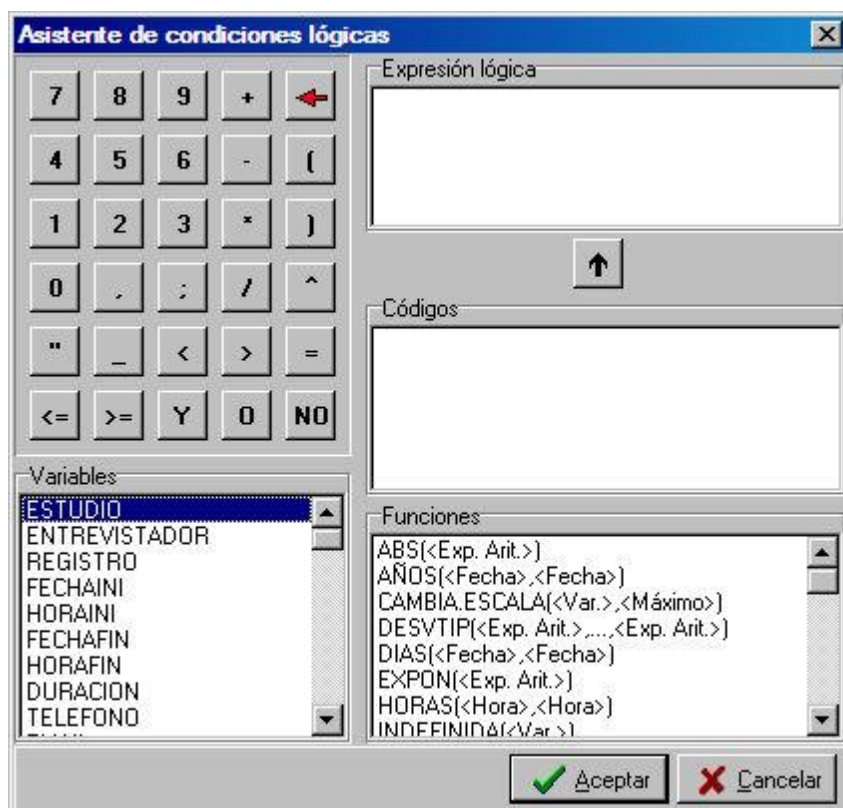 Asistente de condiciones lógicas
7 8 9 +
4 5 6 - (
1 2 3 * )
0 , ; / ^
" _ < > =
<= >= Y O NO
Expresión lógica
Códigos
Variables
ESTUDIO
ENTREVISTADOR
REGISTRO
FECHAINI
HORAINI
FECHAFIN
HORAFIN
DURACION
TELEFONO
Funciones
ABS(<Exp. Arit.>)
AÑOS(<Fecha>,<Fecha>)
CAMBIA.ESCALA(<Var.>,<Máximo>)
DESVTIP(<Exp. Arit.>,...,<Exp. Arit.>)
DIAS(<Fecha>,<Fecha>)
EXPON(<Exp. Arit.>)
HORAS(<Hora>,<Hora>)
INDEFINIDA(<Var.>)
Aceptar
Cancelar